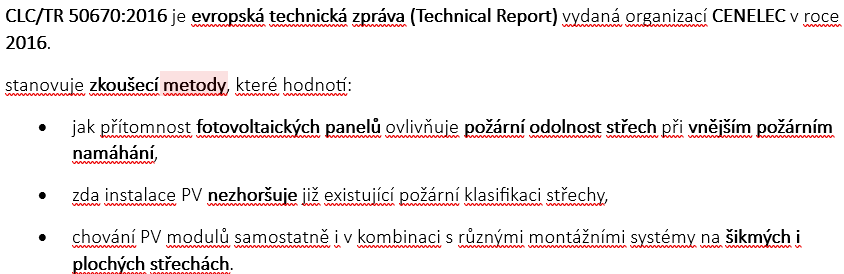 CLC/TR 50670:2016 je evropská technická zpráva (Technical Report) vydaná organizací CENELEC v roce
2016.
stanovuje zkoušecí metody, které hodnotí:
• jak přítomnost fotovoltaických panelů ovlivňuje požární odolnost střech při vnějším požárním
namáhání,
• zda instalace PV nezhoršuje již existující požární klasifikaci střechy,
• chování PV modulů samostatně i v kombinaci s různými montážními systémy na šikmých i
plochých střechách.